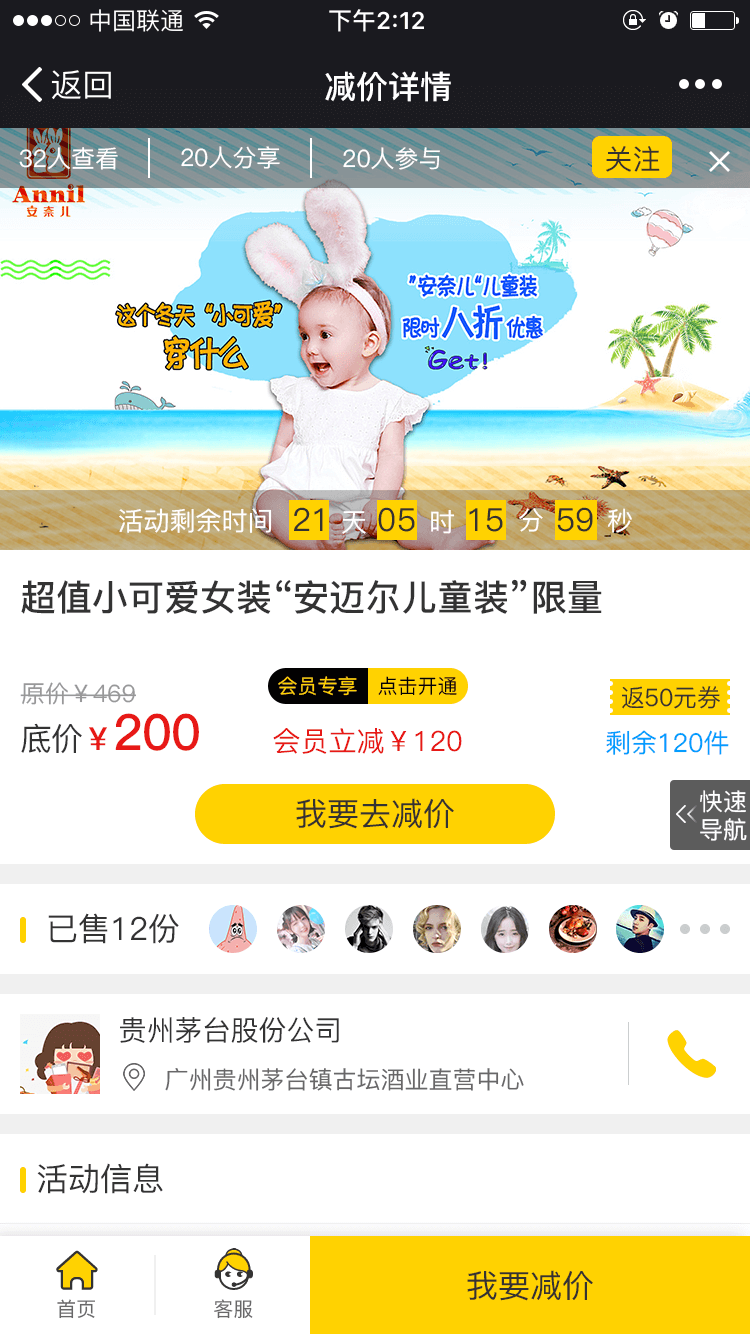 中国联通
下午2:12
返回
减价详情
32人查看
20人分享
20人参与
关注
Annil
安奈儿
这个冬天“小可爱”
穿什么
”安奈儿“儿童装
限时八折优惠
Get!
活动剩余时间 21 天 05 时 15 分 59 秒
超值小可爱女装“安迈尔儿童装”限量
原价¥469
会员专享 点击开通
返50元券
底价¥200
会员立减¥120
剩余120件
我要去减价
快速
导航
已售12份
贵州茅台股份公司
广州贵州茅台镇古坛酒业直营中心
活动信息
首页
客服
我要减价